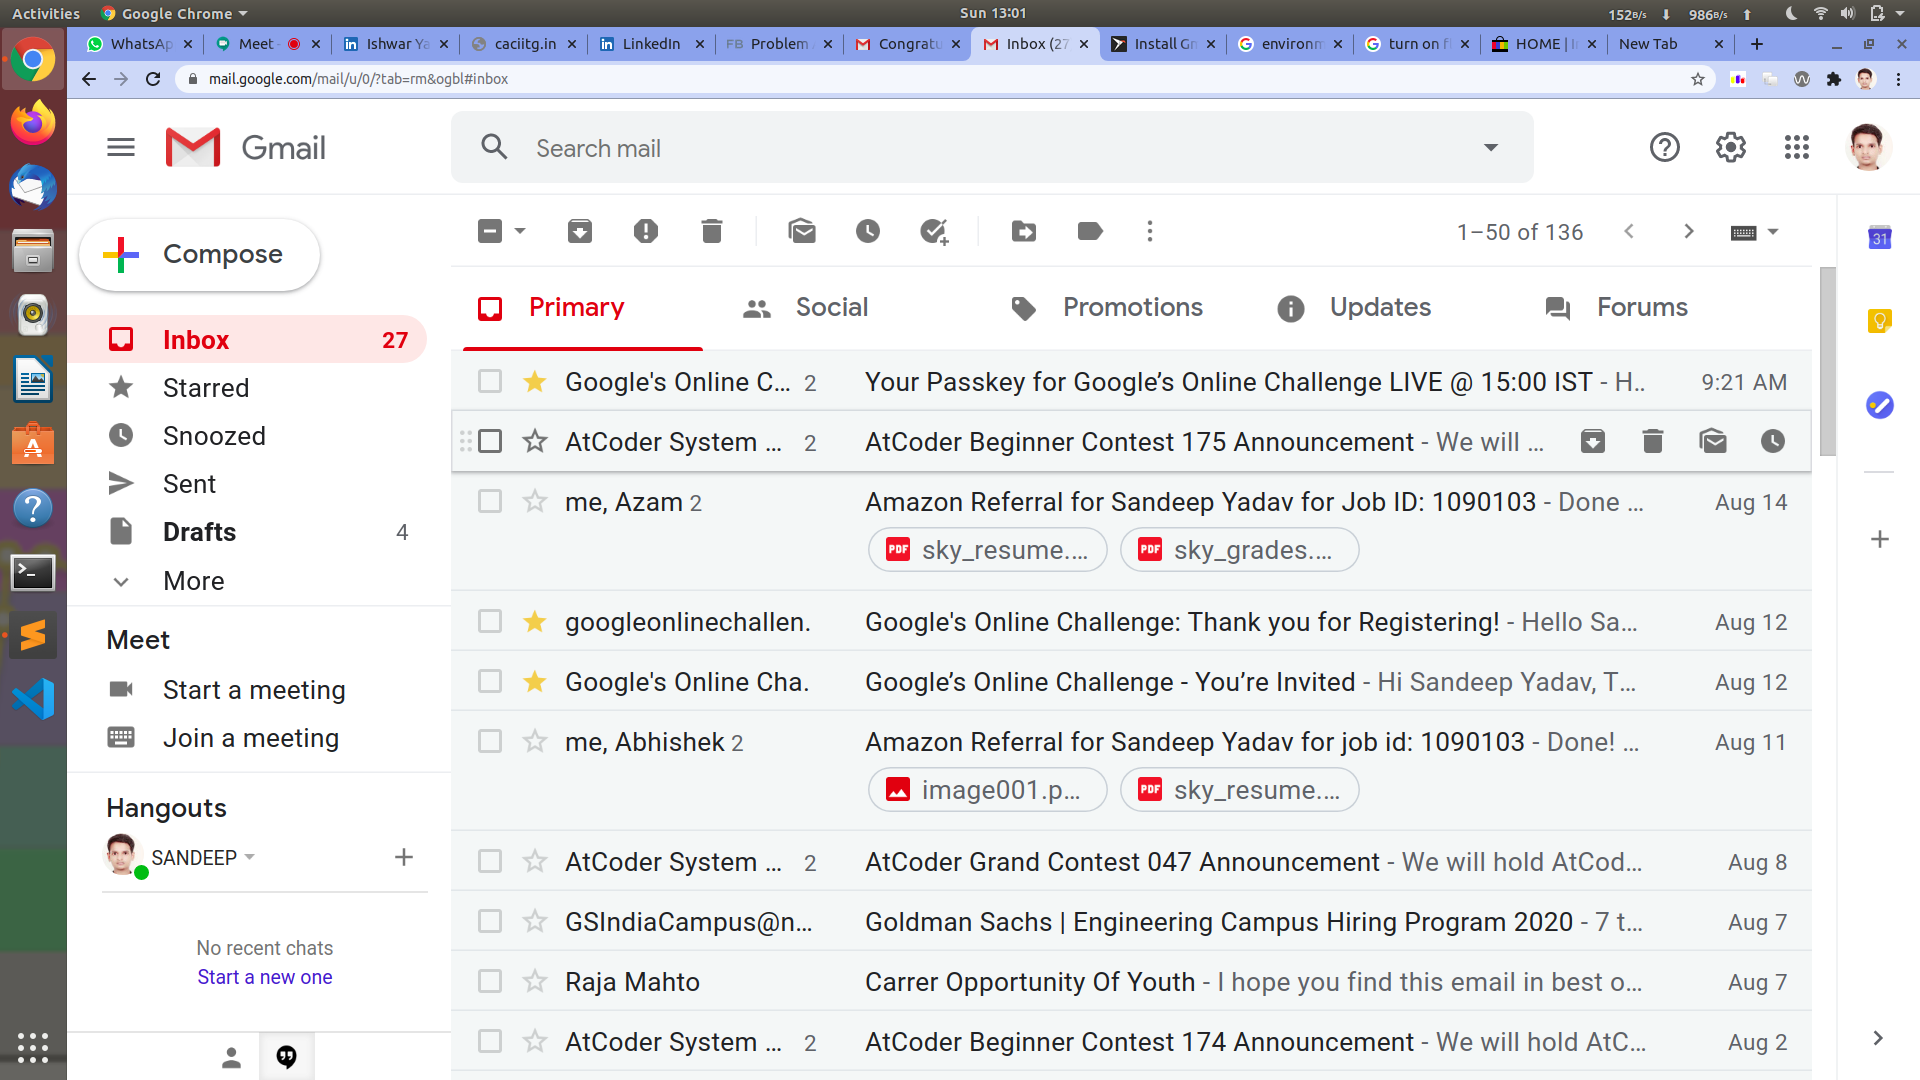 Activities Google Chrome Sun 13:01 152B/s 986B/s
WhatsAp Meet Ishwar Ya caciitg.in LinkedIn FB Problem Congratu Inbox (27 Install Gn environm turn on fl HOME | I New Tab
mail.google.com/mail/u/0/?tab=rm&ogbl#inbox
Gmail Search mail
Compose 1–50 of 136
Primary Social Promotions Updates Forums
Inbox 27
Starred
Snoozed
Sent
Drafts 4
More
Meet
Start a meeting
Join a meeting
Hangouts
SANDEEP
No recent chats
Start a new one
Google's Online C... 2 Your Passkey for Google’s Online Challenge LIVE @ 15:00 IST - H.. 9:21 AM
AtCoder System ... 2 AtCoder Beginner Contest 175 Announcement - We will ...
me, Azam 2 Amazon Referral for Sandeep Yadav for Job ID: 1090103 - Done ... Aug 14
PDF sky_resume.... PDF sky_grades....
googleonlinechallen. Google's Online Challenge: Thank you for Registering! - Hello Sa... Aug 12
Google's Online Cha. Google’s Online Challenge - You’re Invited - Hi Sandeep Yadav, T... Aug 12
me, Abhishek 2 Amazon Referral for Sandeep Yadav for job id: 1090103 - Done! ... Aug 11
image001.p... PDF sky_resume....
AtCoder System ... 2 AtCoder Grand Contest 047 Announcement - We will hold AtCod... Aug 8
GSIndiaCampus@n... Goldman Sachs | Engineering Campus Hiring Program 2020 - 7 t... Aug 7
Raja Mahto Carrer Opportunity Of Youth - I hope you find this email in best o... Aug 7
AtCoder System ... 2 AtCoder Beginner Contest 174 Announcement - We will hold AtC... Aug 2
31